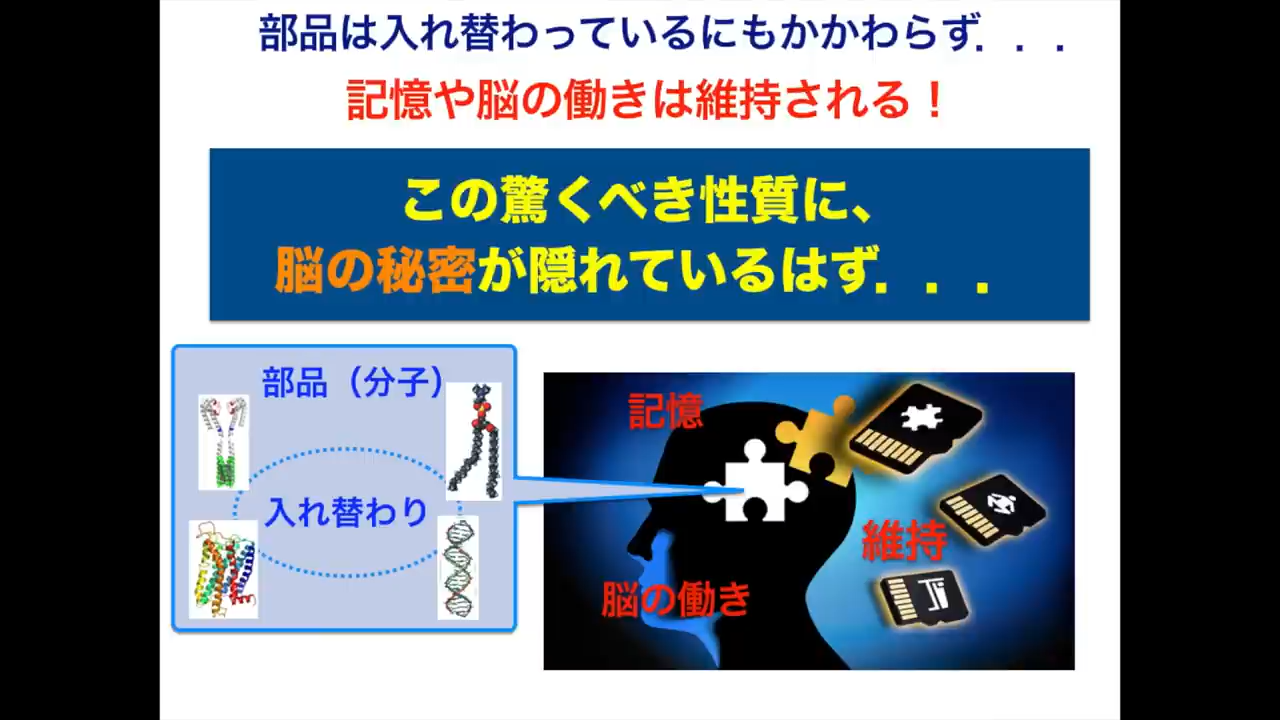 部品は入れ替わっているにもかかわらず．．．
記憶や脳の働きは維持される！
この驚くべき性質に、
脳の秘密が隠れているはず．．．
部品（分子）
入れ替わり
記憶
維持
脳の働き